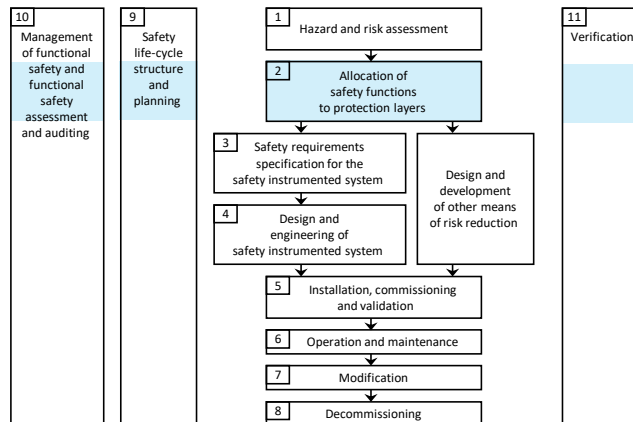 10
Management
of functional
safety and
functional
safety
assessment
and auditing
9
Safety
life-cycle
structure
and
planning
1
Hazard and risk assessment
2
Allocation of
safety functions
to protection layers
3
Safety requirements
specification for the
safety instrumented system
4
Design and
engineering of
safety instrumented system
Design and
development
of other means
of risk reduction
5
Installation, commissioning
and validation
6
Operation and maintenance
7
Modification
8
Decommissioning
11
Verification